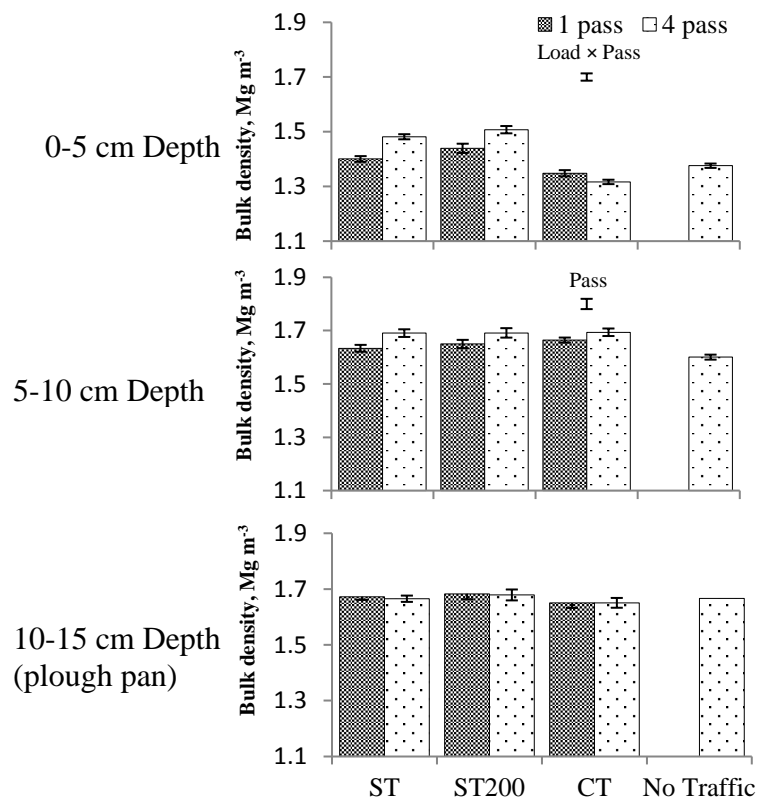 1 pass 4 pass
Load × Pass
0-5 cm Depth
Bulk density, Mg m-3
1.9
1.7
1.5
1.3
1.1
Pass
5-10 cm Depth
Bulk density, Mg m-3
1.9
1.7
1.5
1.3
1.1
10-15 cm Depth
(plough pan)
Bulk density, Mg m-3
1.9
1.7
1.5
1.3
1.1
ST ST200 CT No Traffic